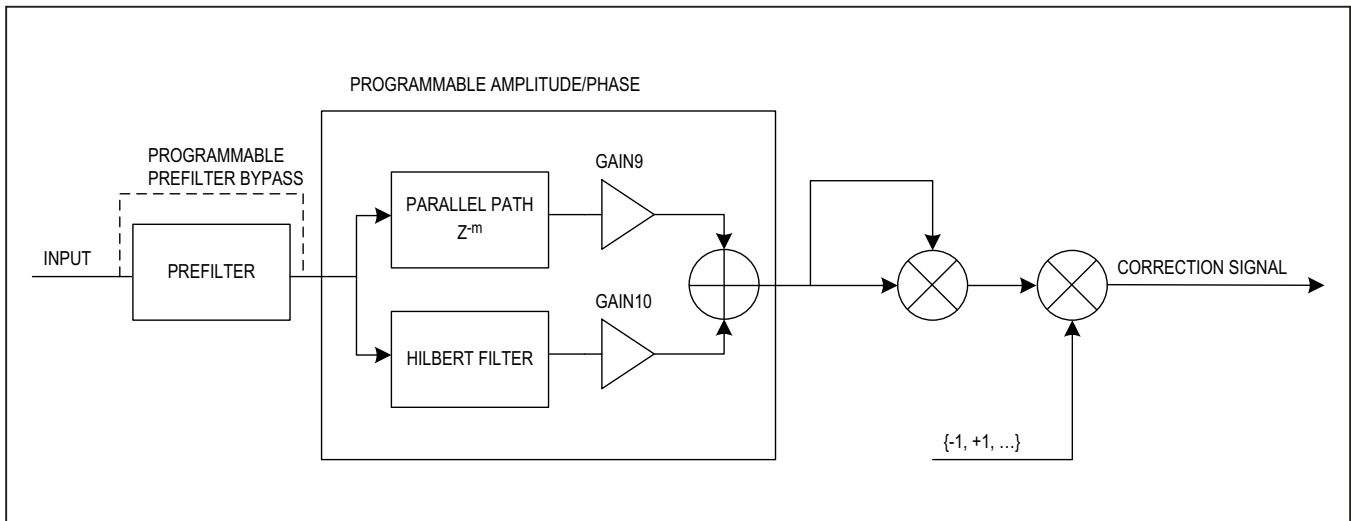 PROGRAMMABLE AMPLITUDE/PHASE
PROGRAMMABLE
PREFILTER BYPASS
INPUT
PREFILTER
PARALLEL PATH
Z-m
GAIN9
HILBERT FILTER
GAIN10
CORRECTION SIGNAL
{-1, +1, …}